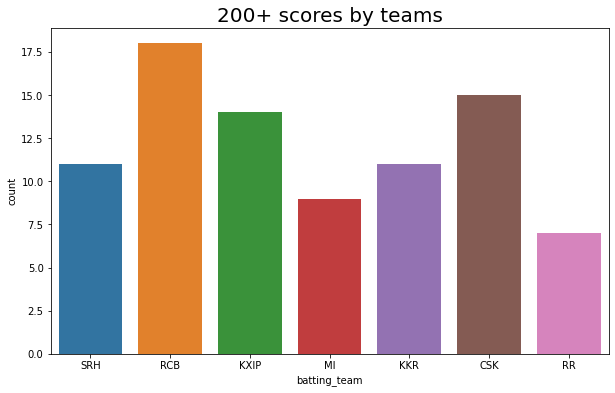 200+ scores by teams
17.5
15.0
12.5
10.0
7.5
5.0
2.5
0.0
count
SRH RCB KXIP MI KKR CSK RR
batting_team